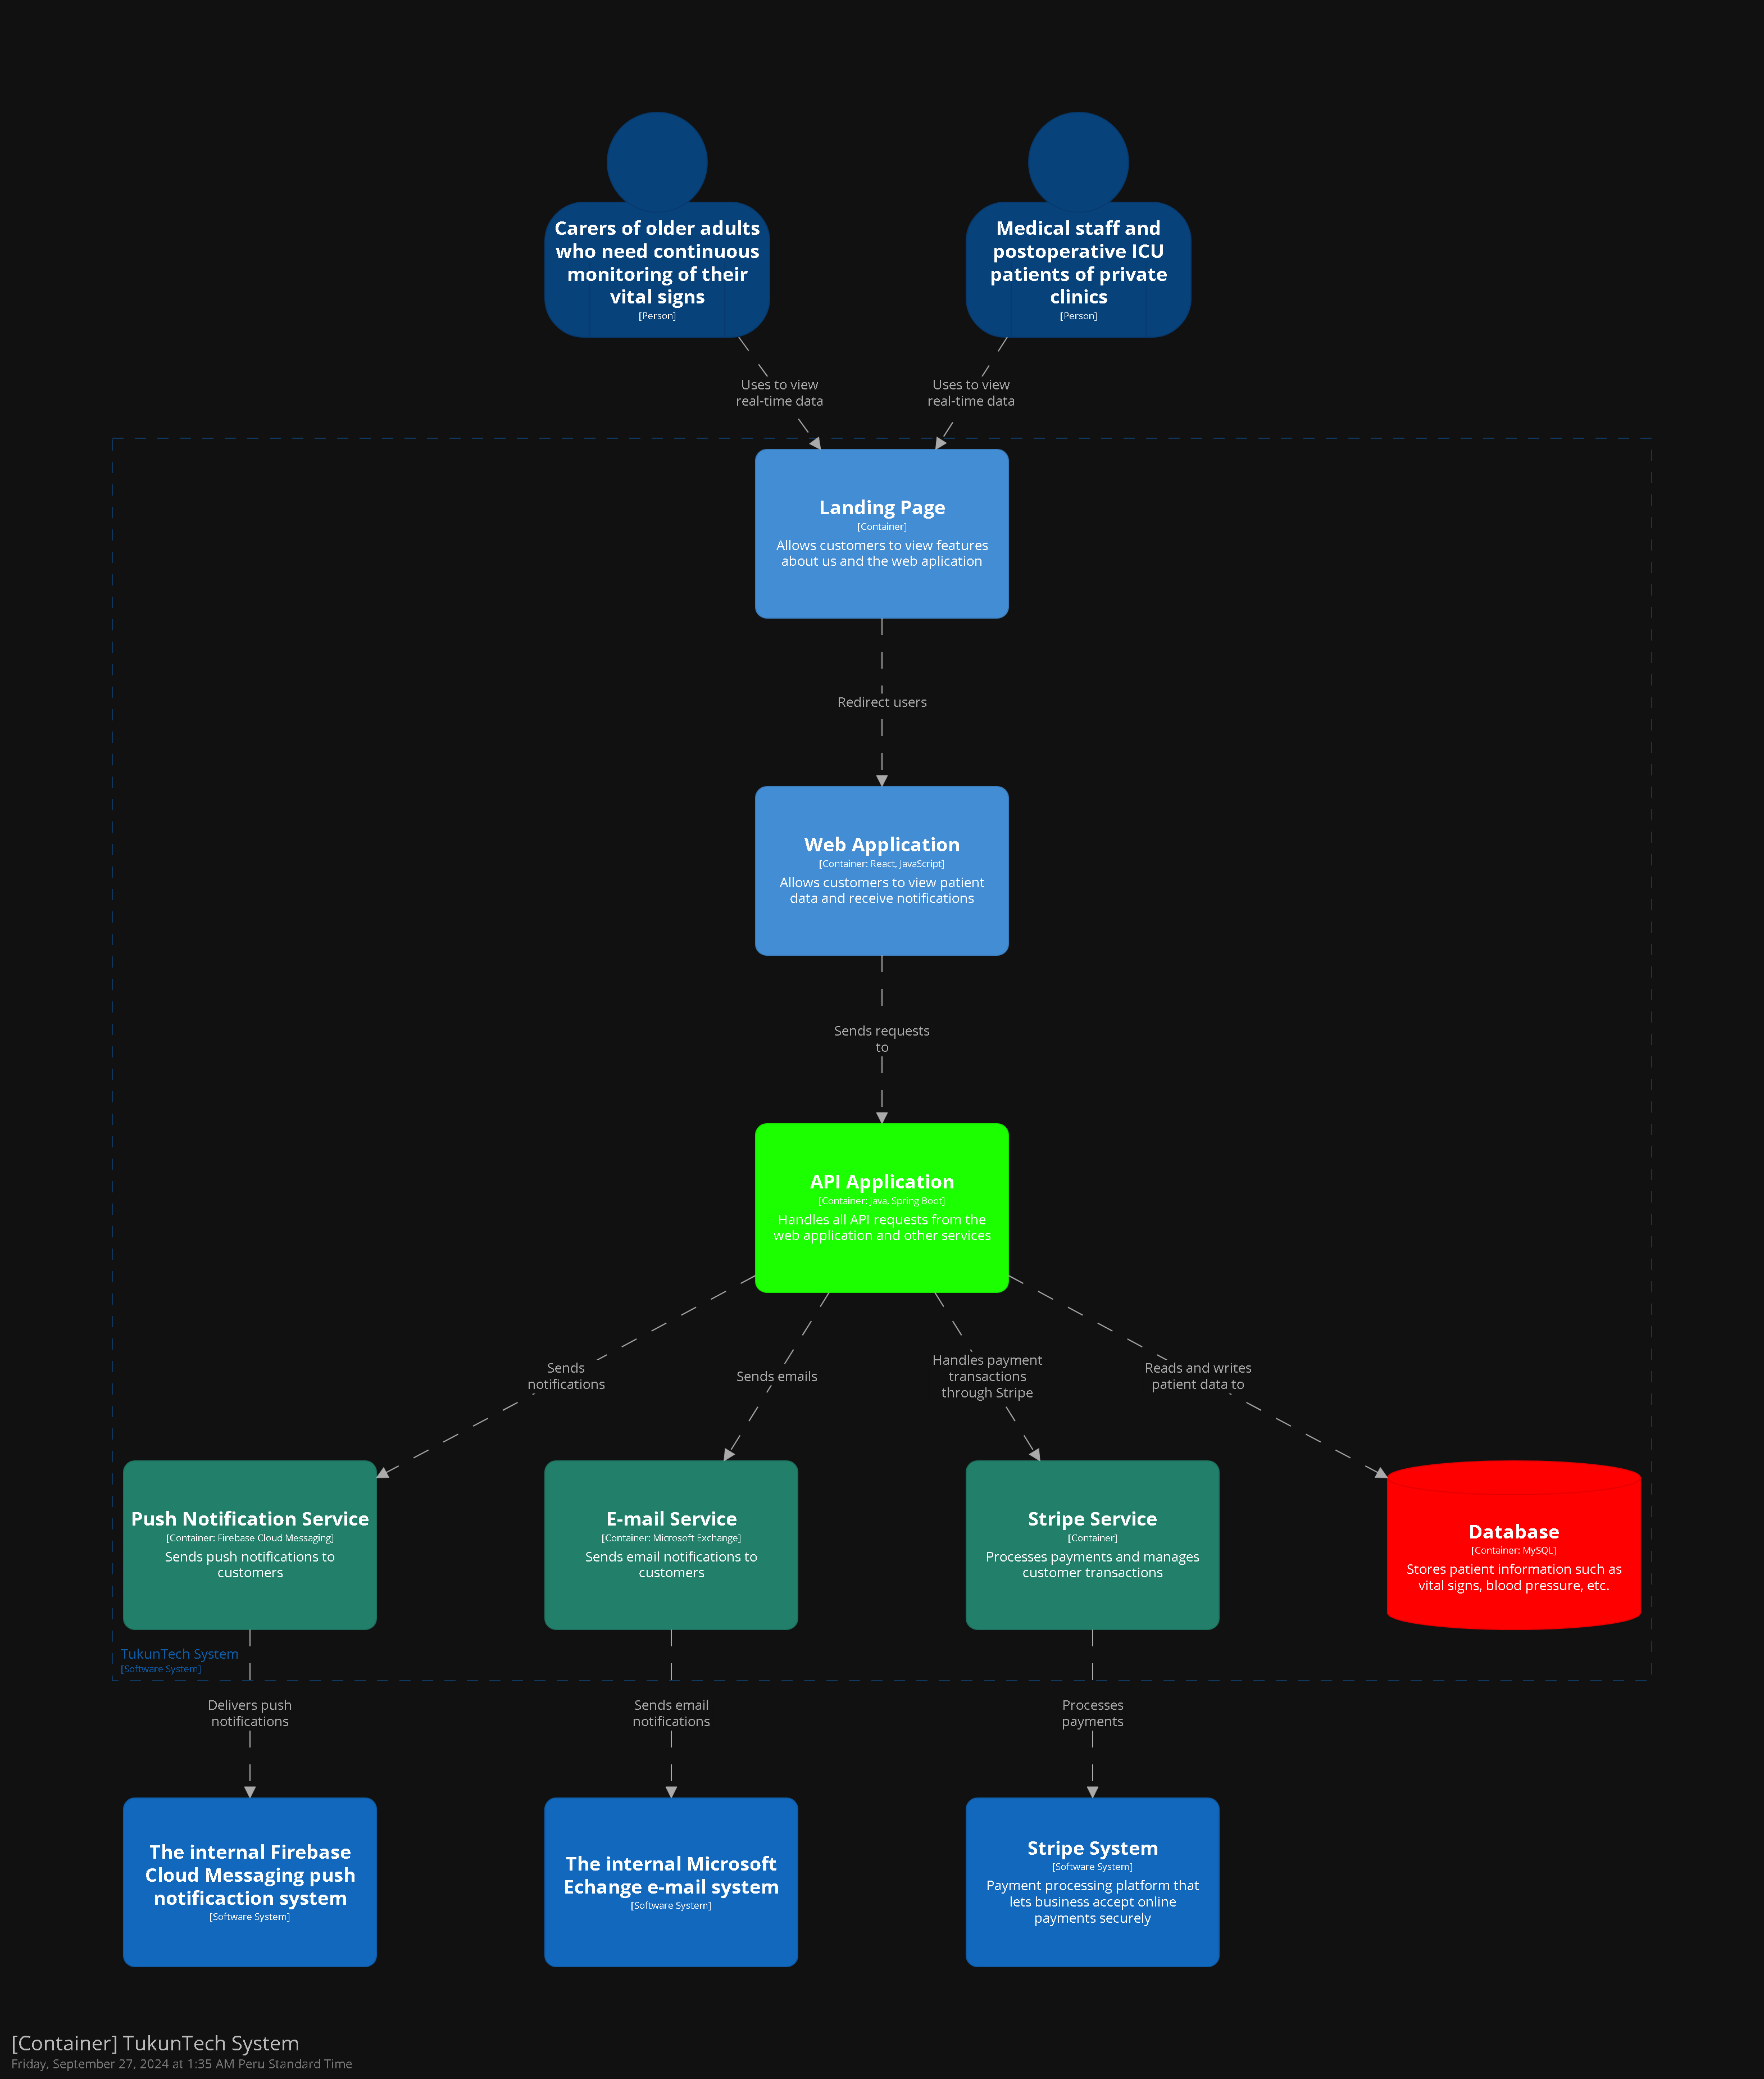 Carers of older adults
who need continuous
monitoring of their
vital signs
[Person]
Medical staff and
postoperative ICU
patients of private
clinics
[Person]
Uses to view
real-time data
Uses to view
real-time data
Landing Page
[Container]
Allows customers to view features
about us and the web aplication
Redirect users
Web Application
[Container: React, JavaScript]
Allows customers to view patient
data and receive notifications
Sends requests
to
API Application
[Container: Java, Spring Boot]
Handles all API requests from the
web application and other services
Sends
notifications
Sends emails
Handles payment
transactions
through Stripe
Reads and writes
patient data to
Push Notification Service
[Container: Firebase Cloud Messaging]
Sends push notifications to
customers
E-mail Service
[Container: Microsoft Exchange]
Sends email notifications to
customers
Stripe Service
[Container]
Processes payments and manages
customer transactions
Database
[Container: MySQL]
Stores patient information such as
vital signs, blood pressure, etc.
TukunTech System
[Software System]
Delivers push
notifications
Sends email
notifications
Processes
payments
The internal Firebase
Cloud Messaging push
notificaction system
[Software System]
The internal Microsoft
Echange e-mail system
[Software System]
Stripe System
[Software System]
Payment processing platform that
lets business accept online
payments securely
[Container] TukunTech System
Friday, September 27, 2024 at 1:35 AM Peru Standard Time